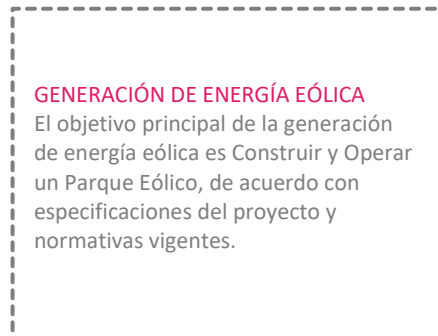 GENERACIÓN DE ENERGÍA EÓLICA
El objetivo principal de la generación
de energía eólica es Construir y Operar
un Parque Eólico, de acuerdo con
especificaciones del proyecto y
normativas vigentes.